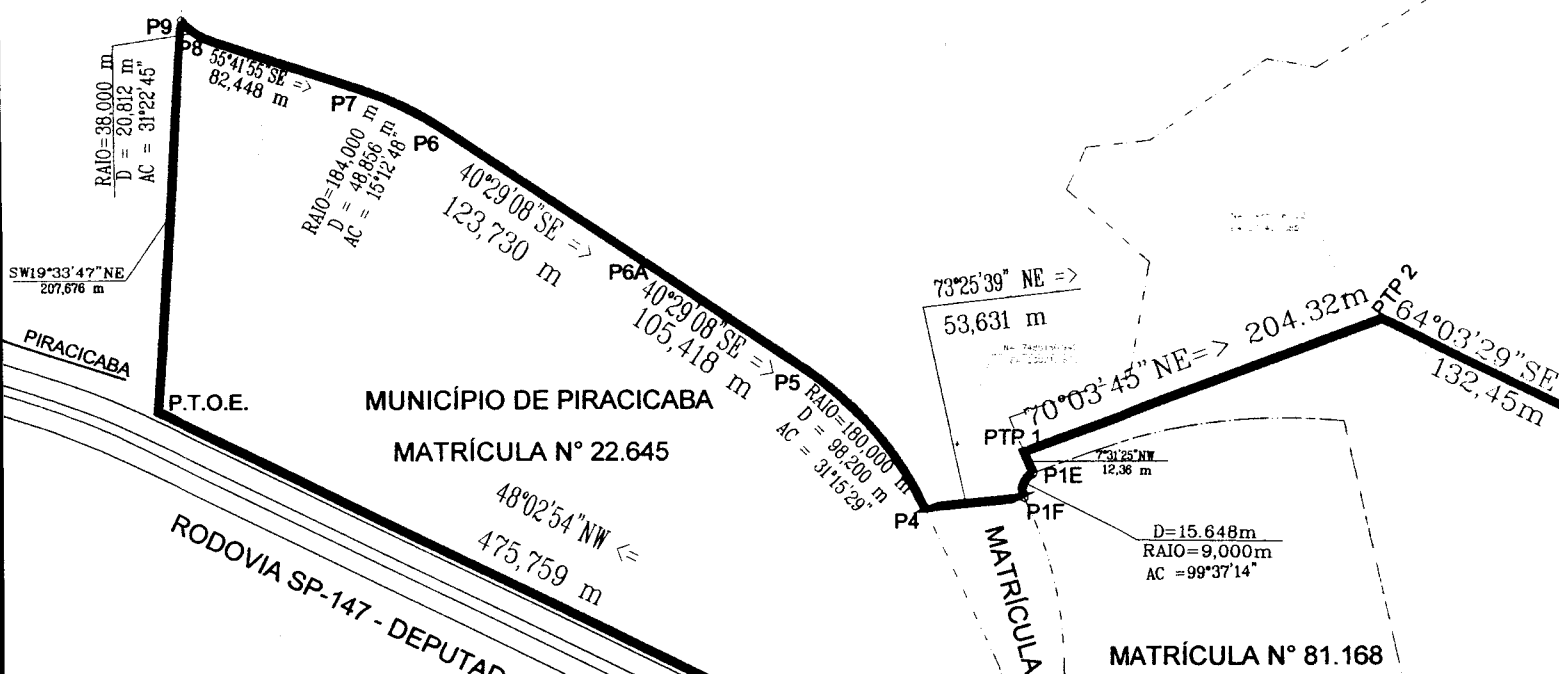 P9
P8
55°41'55"SE =>
82,448 m
RAIO=38,000 m
D = 20,812 m
AC = 31°22'45"
P7
P6
RAIO=184,000 m
D = 48,856 m
AC = 15°12'48"
40°29'08"SE =>
123,730 m
P6A
40°29'08"SE =>
105,418 m
SW19°33'47"NE
207,676 m
PIRACICABA
P.T.O.E.
MUNICÍPIO DE PIRACICABA
MATRÍCULA N° 22.645
48°02'54"NW <=
475,759 m
RODOVIA SP-147 - DEPUTAD
P5
RAIO=180,000 m
D = 98,200 m
AC = 31°15'29"
P4
73°25'39" NE =>
53,631 m
70°03'45"NE=> 204.32m
PTP 2
64°03'29"SE
132,45m
PTP 1
7°31'25"NW
12,36 m
P1E
P1F
D=15.648m
RAIO=9,000m
AC =99°37'14"
MATRÍCULA
MATRÍCULA N° 81.168